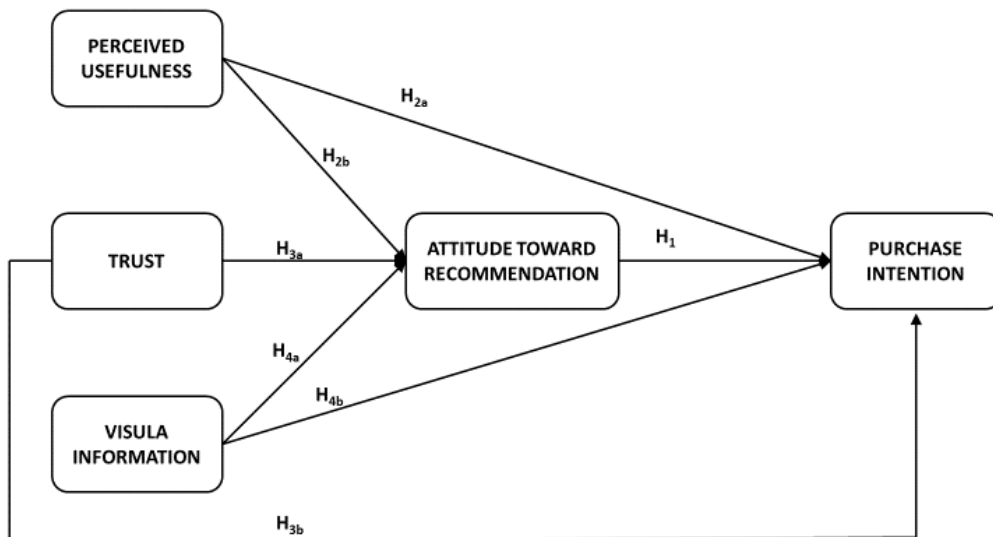 PERCEIVED
USEFULNESS
H2a
H2b
TRUST
H3a
ATTITUDE TOWARD
RECOMMENDATION
H1
PURCHASE
INTENTION
H4a
H4b
VISULA
INFORMATION
H3b